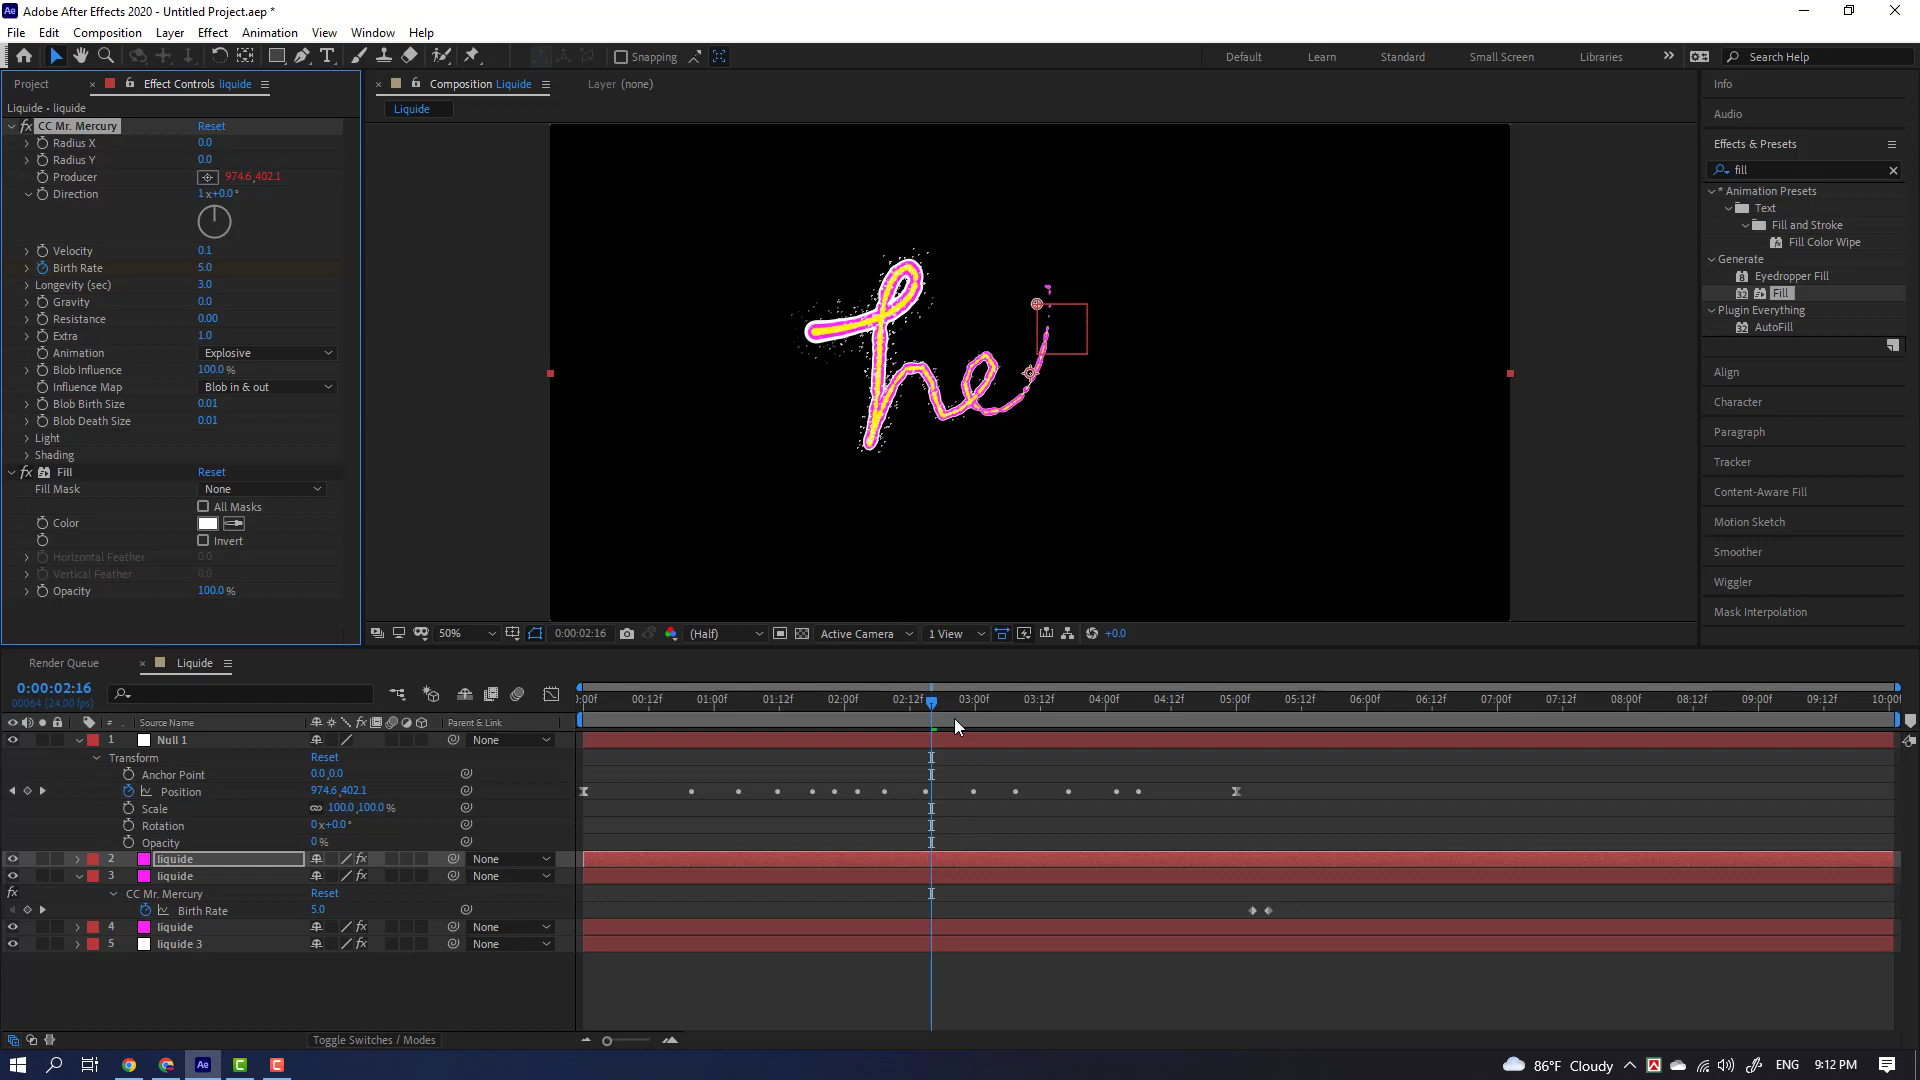 Adobe After Effects 2020 - Untitled Project.aep *
File Edit Composition Layer Effect Animation View Window Help
Snapping Default Learn Standard Small Screen Libraries Search Help
Project Effect Controls liquide
Composition Liquide Layer (none)
Liquide • liquide
Liquide
CC Mr. Mercury Reset
Radius X 0.0
Radius Y 0.0
Producer 974.6,402.1
Direction 1x+0.0°
Velocity 0.1
Birth Rate 5.0
Longevity (sec) 3.0
Gravity 0.0
Resistance 0.00
Extra 1.0
Animation Explosive
Blob Influence 100.0 %
Influence Map Blob in & out
Blob Birth Size 0.01
Blob Death Size 0.01
Light
Shading
fx Fill Reset
Fill Mask None
All Masks
Color
Invert
Horizontal Feather 0.0
Vertical Feather 0.0
Opacity 100.0 %
he
50% 0:00:02:16 (Half) Active Camera 1 View +0.0
Info
Audio
Effects & Presets
fill
* Animation Presets
Text
Fill and Stroke
Fill Color Wipe
Generate
Eyedropper Fill
Fill
Plugin Everything
AutoFill
Align
Character
Paragraph
Tracker
Content-Aware Fill
Motion Sketch
Smoother
Wiggler
Mask Interpolation
Render Queue Liquide
0:00:02:16
00064 (24.00 fps)
:00f 00:12f 01:00f 01:12f 02:00f 02:12f 03:00f 03:12f 04:00f 04:12f 05:00f 05:12f 06:00f 06:12f 07:00f 07:12f 08:00f 08:12f 09:00f 09:12f 10:00f
# Source Name Parent & Link
1 Null 1 None
Transform Reset
Anchor Point 0.0,0.0
Position 974.6,402.1
Scale 100.0,100.0 %
Rotation 0x+0.0°
Opacity 0 %
2 liquide fx None
3 liquide fx None
fx CC Mr. Mercury Reset
Birth Rate 5.0
4 liquide fx None
5 liquide 3 fx None
Toggle Switches / Modes
Ae 86°F Cloudy ENG 9:12 PM